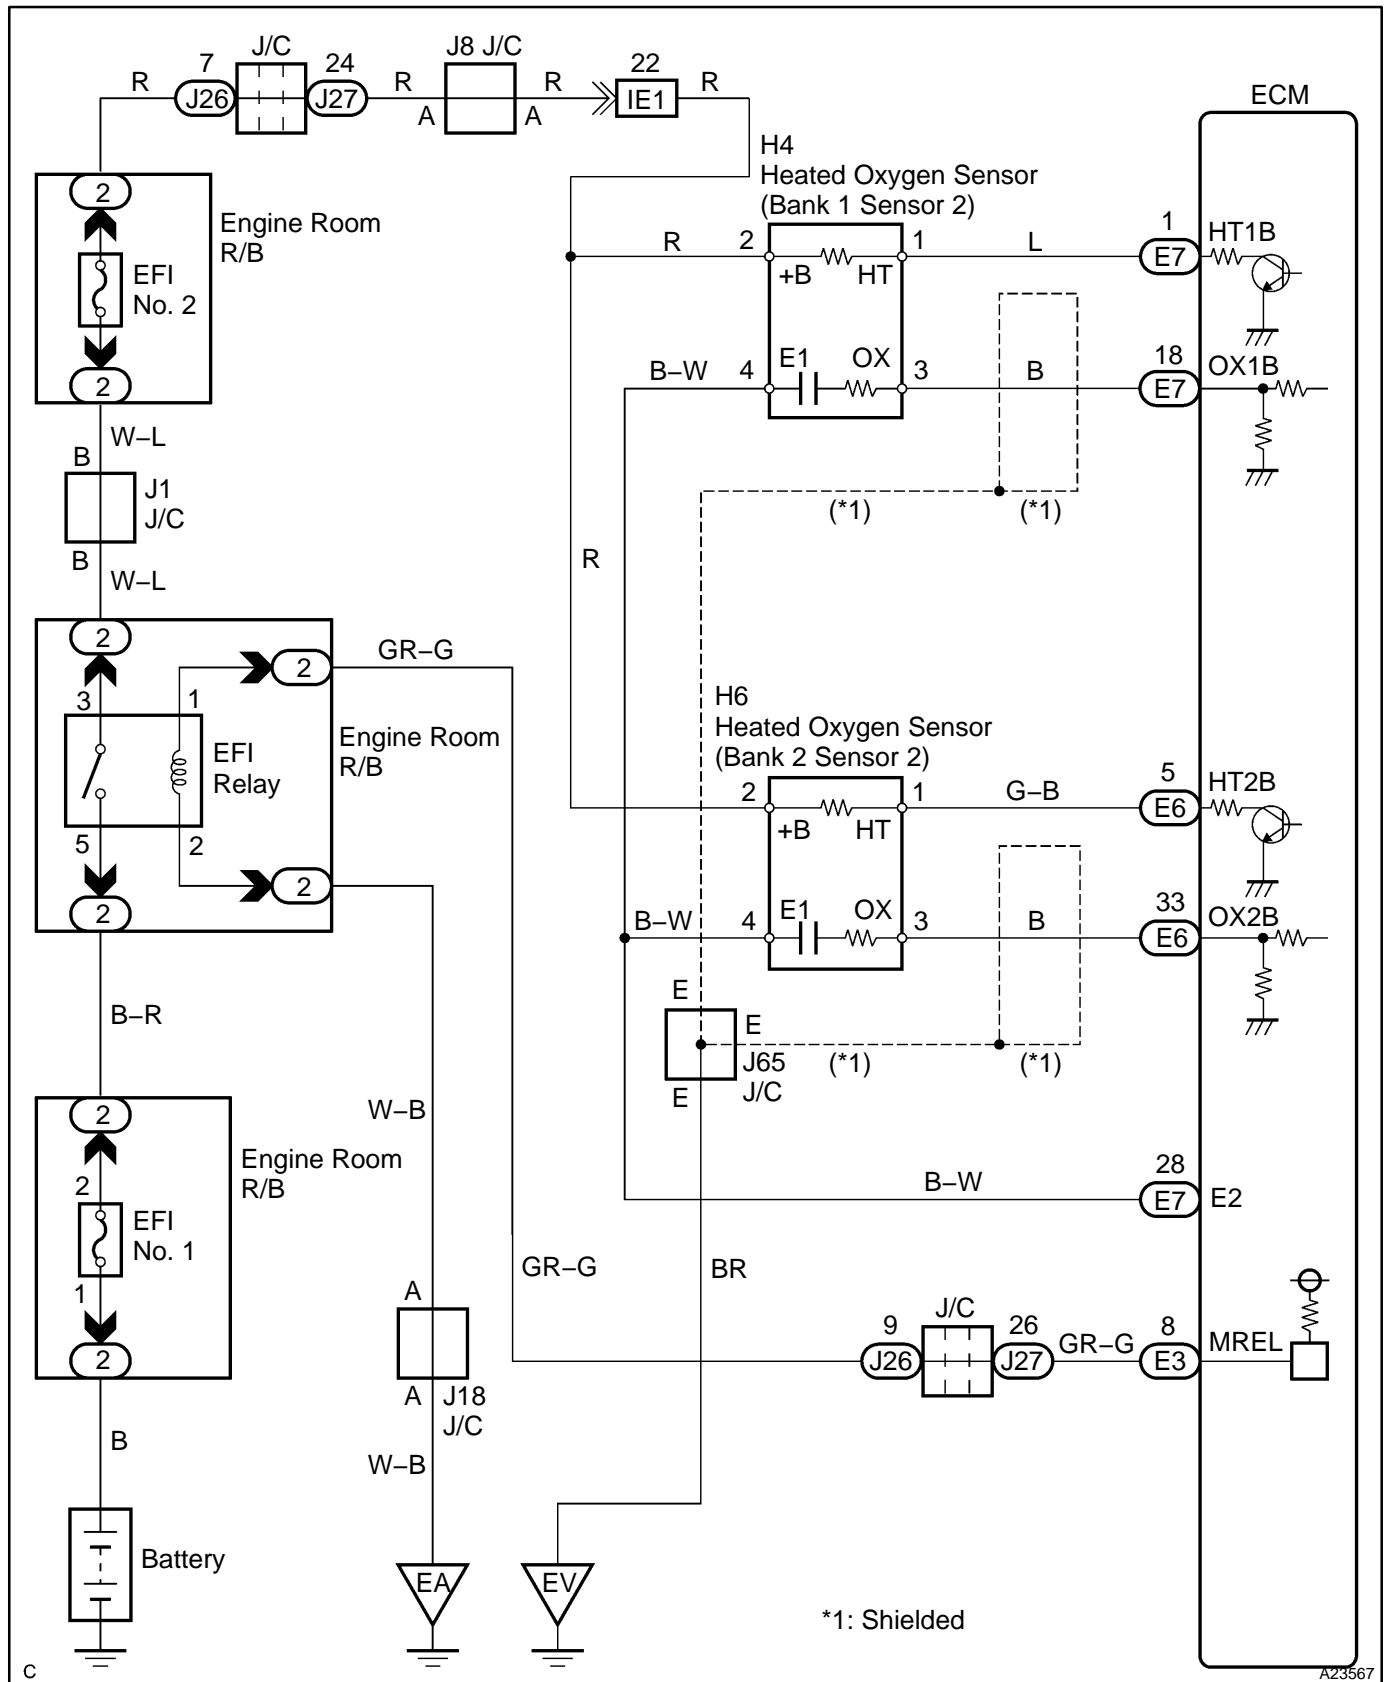 J/C
J8 J/C
7
24
22
R
J26
J27
R
A
R
A
IE1
R
ECM
H4
Heated Oxygen Sensor
(Bank 1 Sensor 2)
2
Engine Room
R/B
EFI
No. 2
2
R
2
1
L
1
E7
HT1B
+B
HT
B–W
4
E1
OX
3
B
18
E7
OX1B
W–L
B
J1
J/C
B
W–L
(*1)
(*1)
R
2
GR–G
2
3
1
EFI
Relay
Engine Room
R/B
5
2
2
2
H6
Heated Oxygen Sensor
(Bank 2 Sensor 2)
2
1
G–B
5
E6
HT2B
+B
HT
B–W
4
E1
OX
3
B
33
E6
OX2B
E
E
J65
J/C
E
(*1)
(*1)
B–R
W–B
2
Engine Room
R/B
2
EFI
No. 1
1
2
B–W
28
E7
E2
GR–G
BR
A
A
J18
J/C
9
J26
J/C
26
J27
GR–G
8
E3
MREL
B
W–B
Battery
EA
EV
*1: Shielded
C
A23567